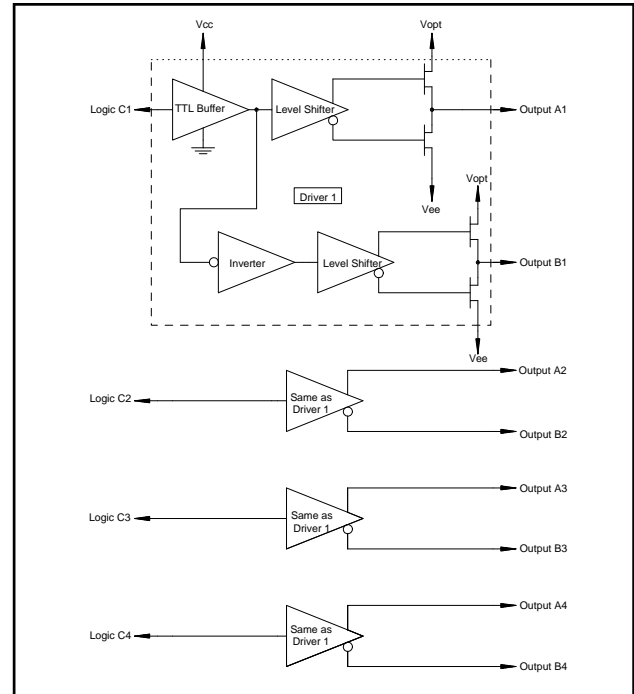 Vcc
Vopt
Logic C1
TTL Buffer
Level Shifter
Output A1
Driver 1
Vee
Vopt
Inverter
Level Shifter
Output B1
Vee
Output A2
Logic C2
Same as
Driver 1
Output B2
Output A3
Logic C3
Same as
Driver 1
Output B3
Output A4
Logic C4
Same as
Driver 1
Output B4